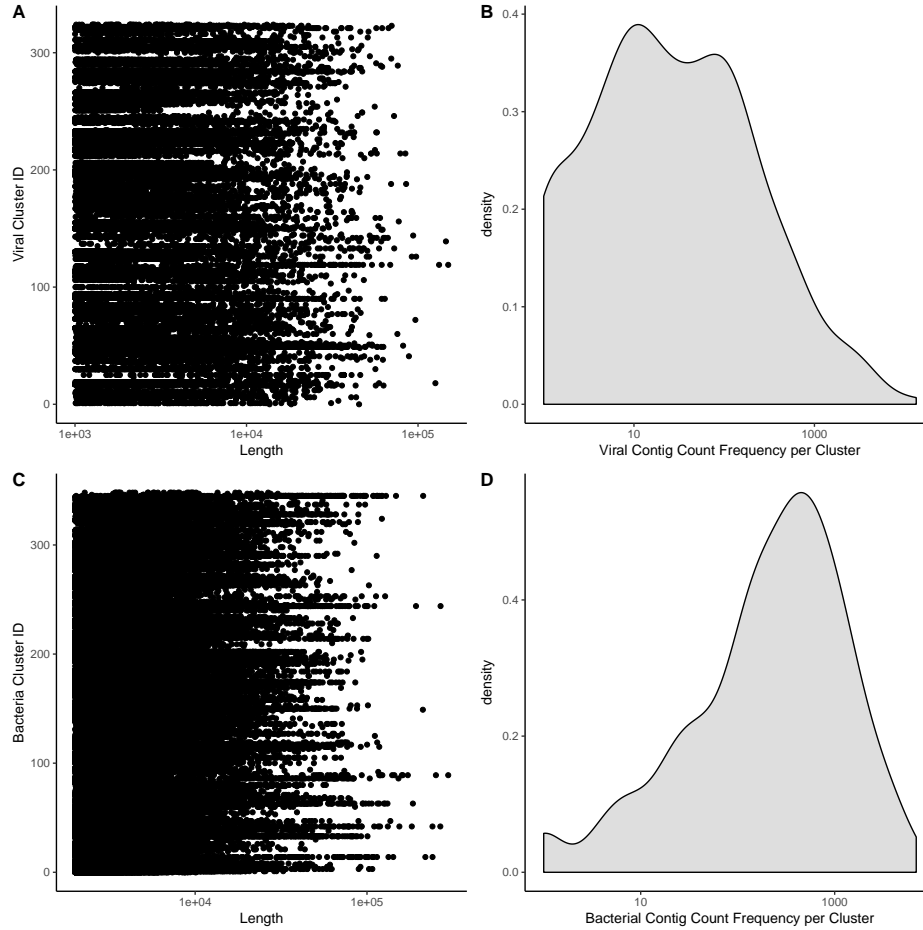 A
300
200
100
0
Viral Cluster ID
1e+03 1e+04 1e+05
Length
B
0.4
0.3
0.2
0.1
0.0
density
10 1000
Viral Contig Count Frequency per Cluster
C
300
200
100
0
Bacteria Cluster ID
1e+04 1e+05
Length
D
0.4
0.2
0.0
density
10 1000
Bacterial Contig Count Frequency per Cluster